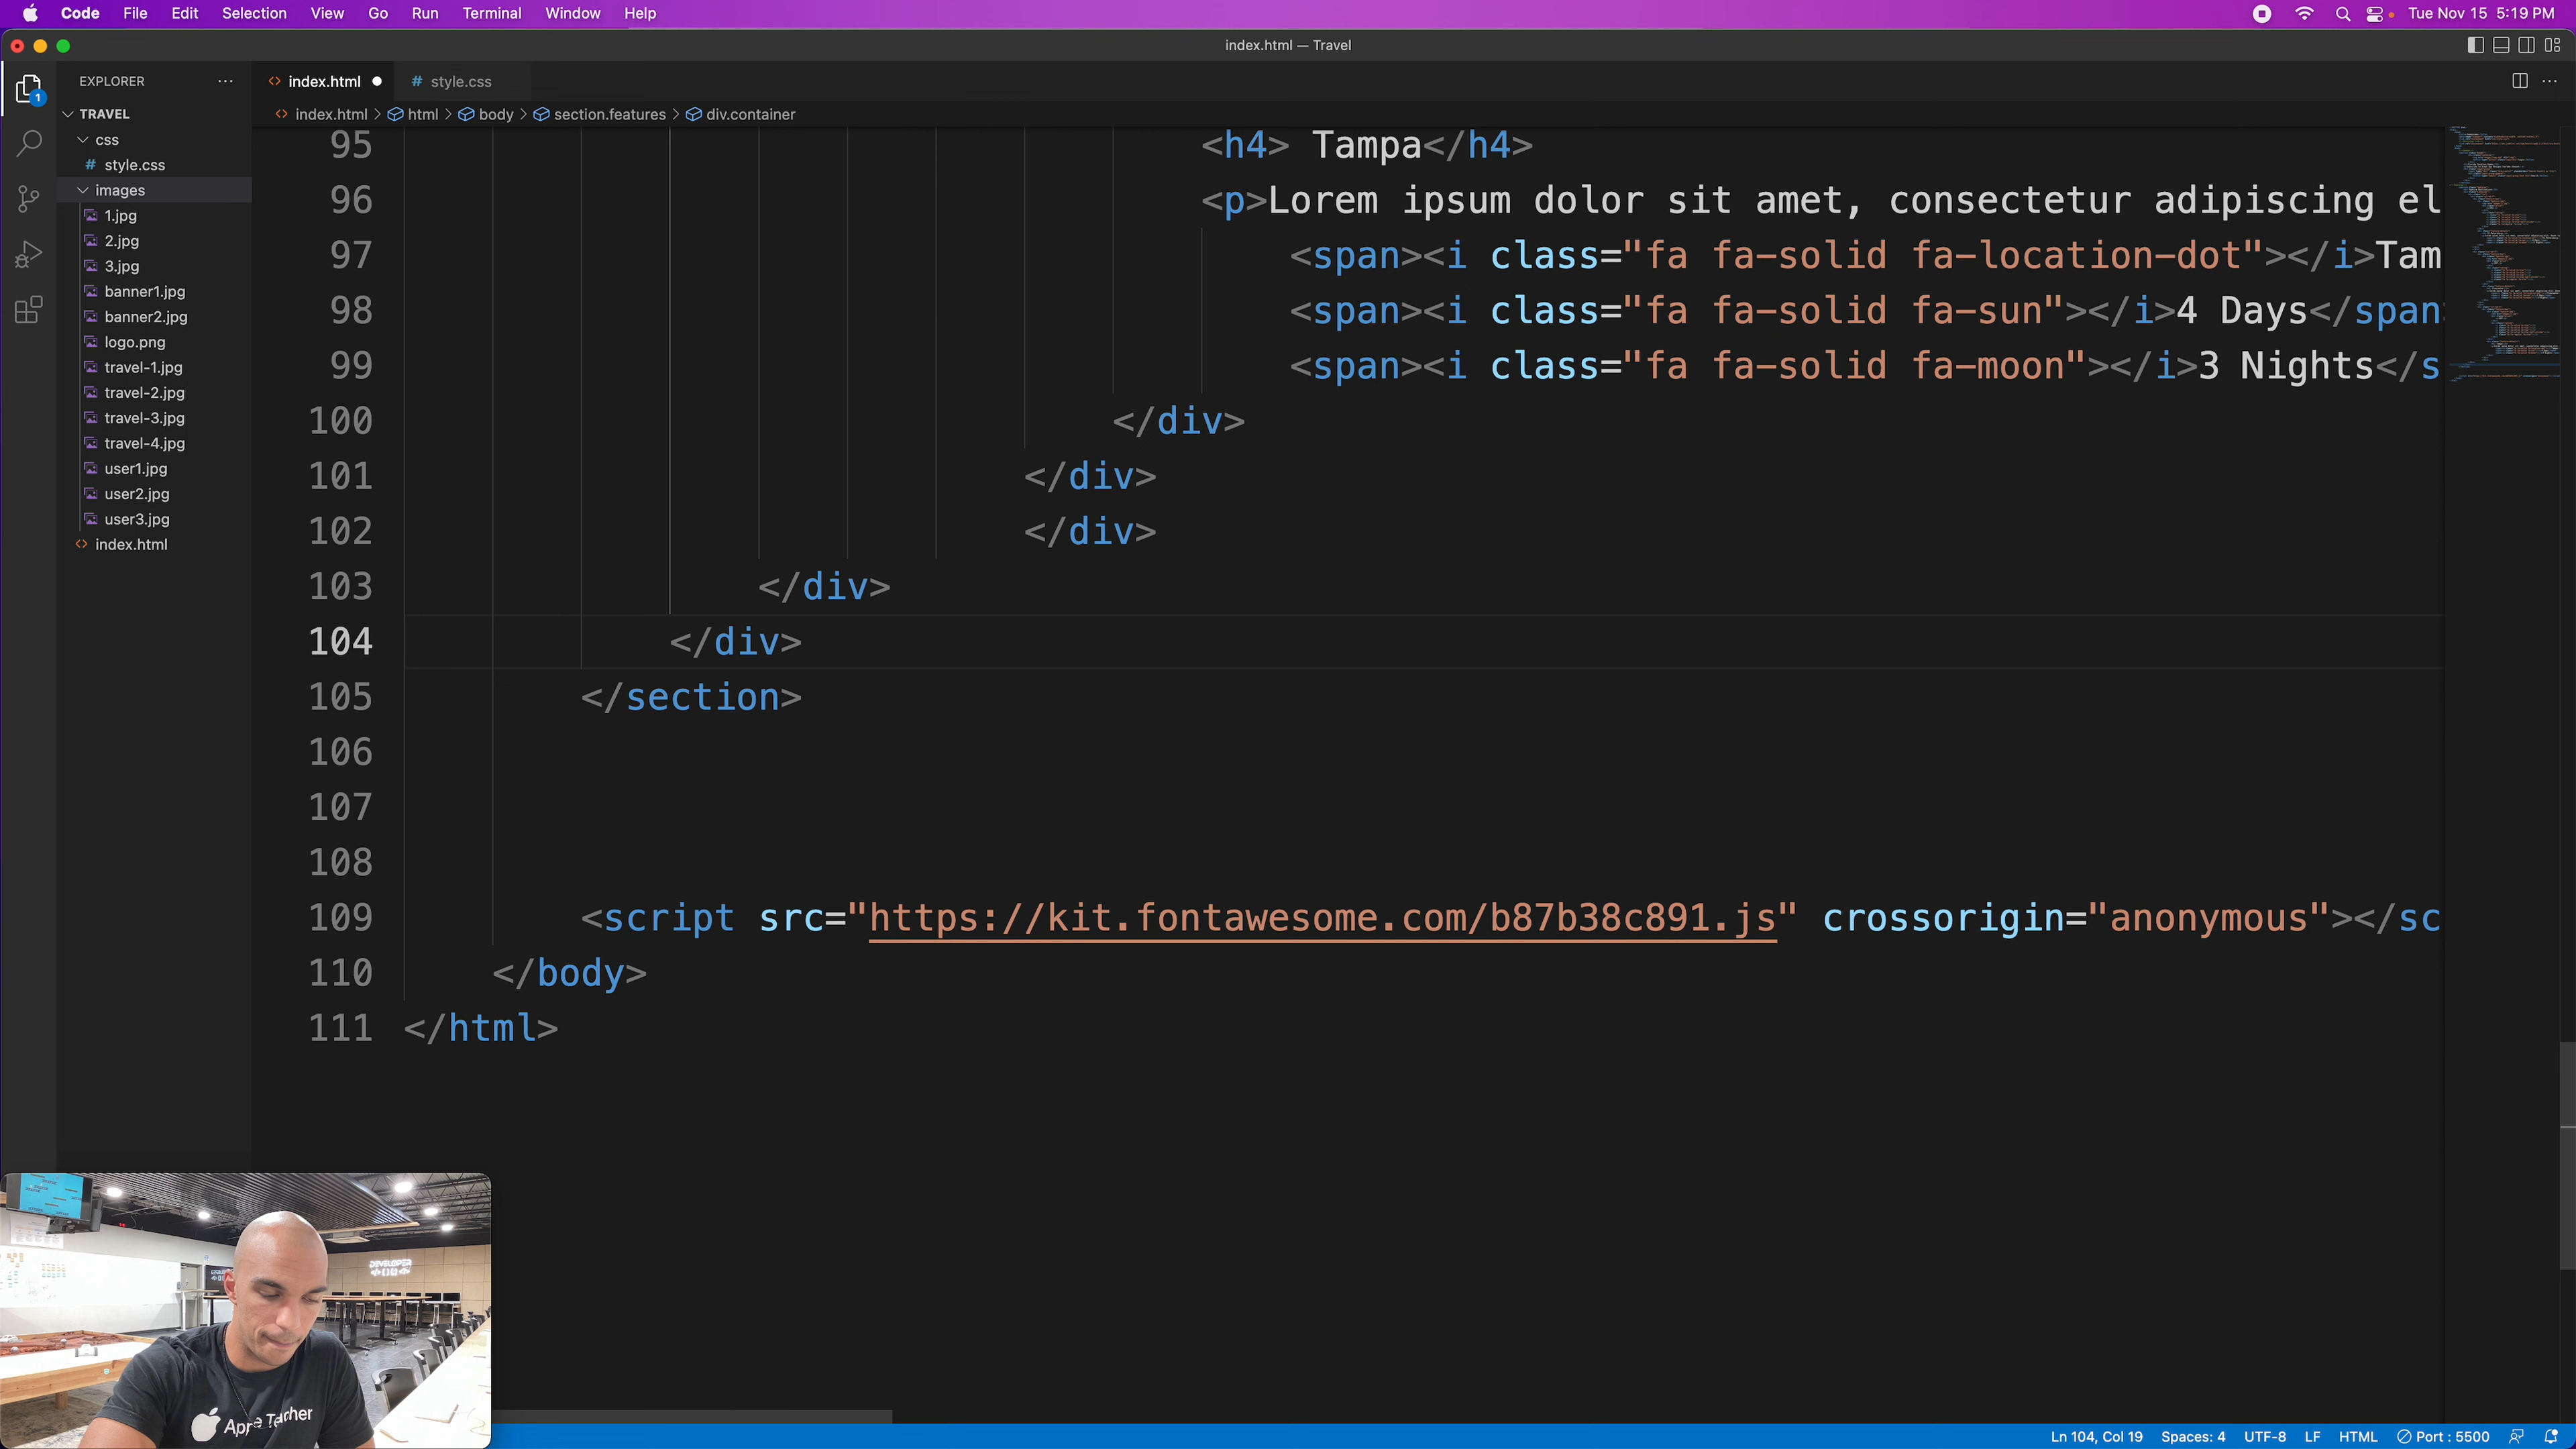 Code File Edit Selection View Go Run Terminal Window Help Tue Nov 15 5:19 PM
index.html — Travel
EXPLORER
index.html
# style.css
index.html > html > body > section.features > div.container
1
TRAVEL
css
# style.css
images
1.jpg
2.jpg
3.jpg
banner1.jpg
banner2.jpg
logo.png
travel-1.jpg
travel-2.jpg
travel-3.jpg
travel-4.jpg
user1.jpg
user2.jpg
user3.jpg
index.html
95 <h4> Tampa</h4>
96 <p>Lorem ipsum dolor sit amet, consectetur adipiscing el
97 <span><i class="fa fa-solid fa-location-dot"></i>Tam
98 <span><i class="fa fa-solid fa-sun"></i>4 Days</span
99 <span><i class="fa fa-solid fa-moon"></i>3 Nights</s
100 </div>
101 </div>
102 </div>
103 </div>
104 </div>
105 </section>
106
107
108
109 <script src="https://kit.fontawesome.com/b87b38c891.js" crossorigin="anonymous"></sc
110 </body>
111 </html>
DEVELOPER
Ln 104, Col 19 Spaces: 4 UTF-8 LF HTML Port : 5500